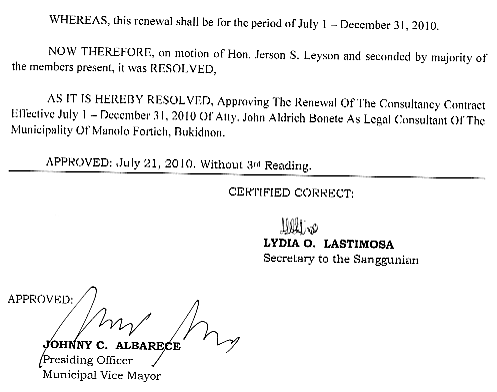 WHEREAS, this renewal shall be for the period of July 1 – December 31, 2010.
NOW THEREFORE, on motion of Hon. Jerson S. Leyson and seconded by majority of
the members present, it was RESOLVED,
AS IT IS HEREBY RESOLVED, Approving The Renewal Of The Consultancy Contract
Effective July 1 – December 31, 2010 Of Atty. John Aldrich Bonete As Legal Consultant Of The
Municipality Of Manolo Fortich, Bukidnon.
APPROVED: July 21, 2010. Without 3rd Reading.
CERTIFIED CORRECT:
LYDIA O. LASTIMOSA
Secretary to the Sanggunian
APPROVED:
JOHNNY C. ALBARECE
Presiding Officer
Municipal Vice Mayor